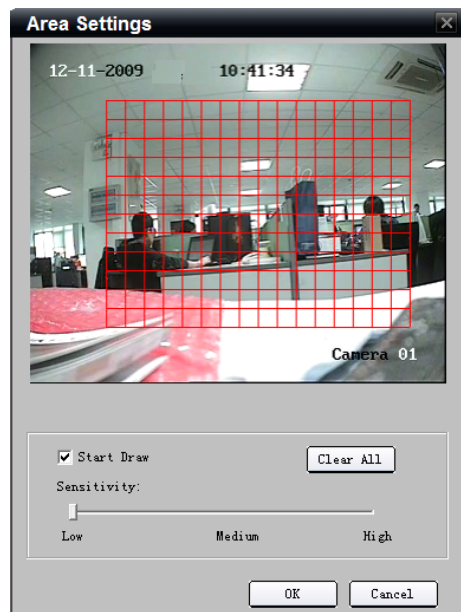 Area Settings
12-11-2009 10:41:34
Camera 01
Start Draw
Clear All
Sensitivity:
Low Medium High
OK Cancel